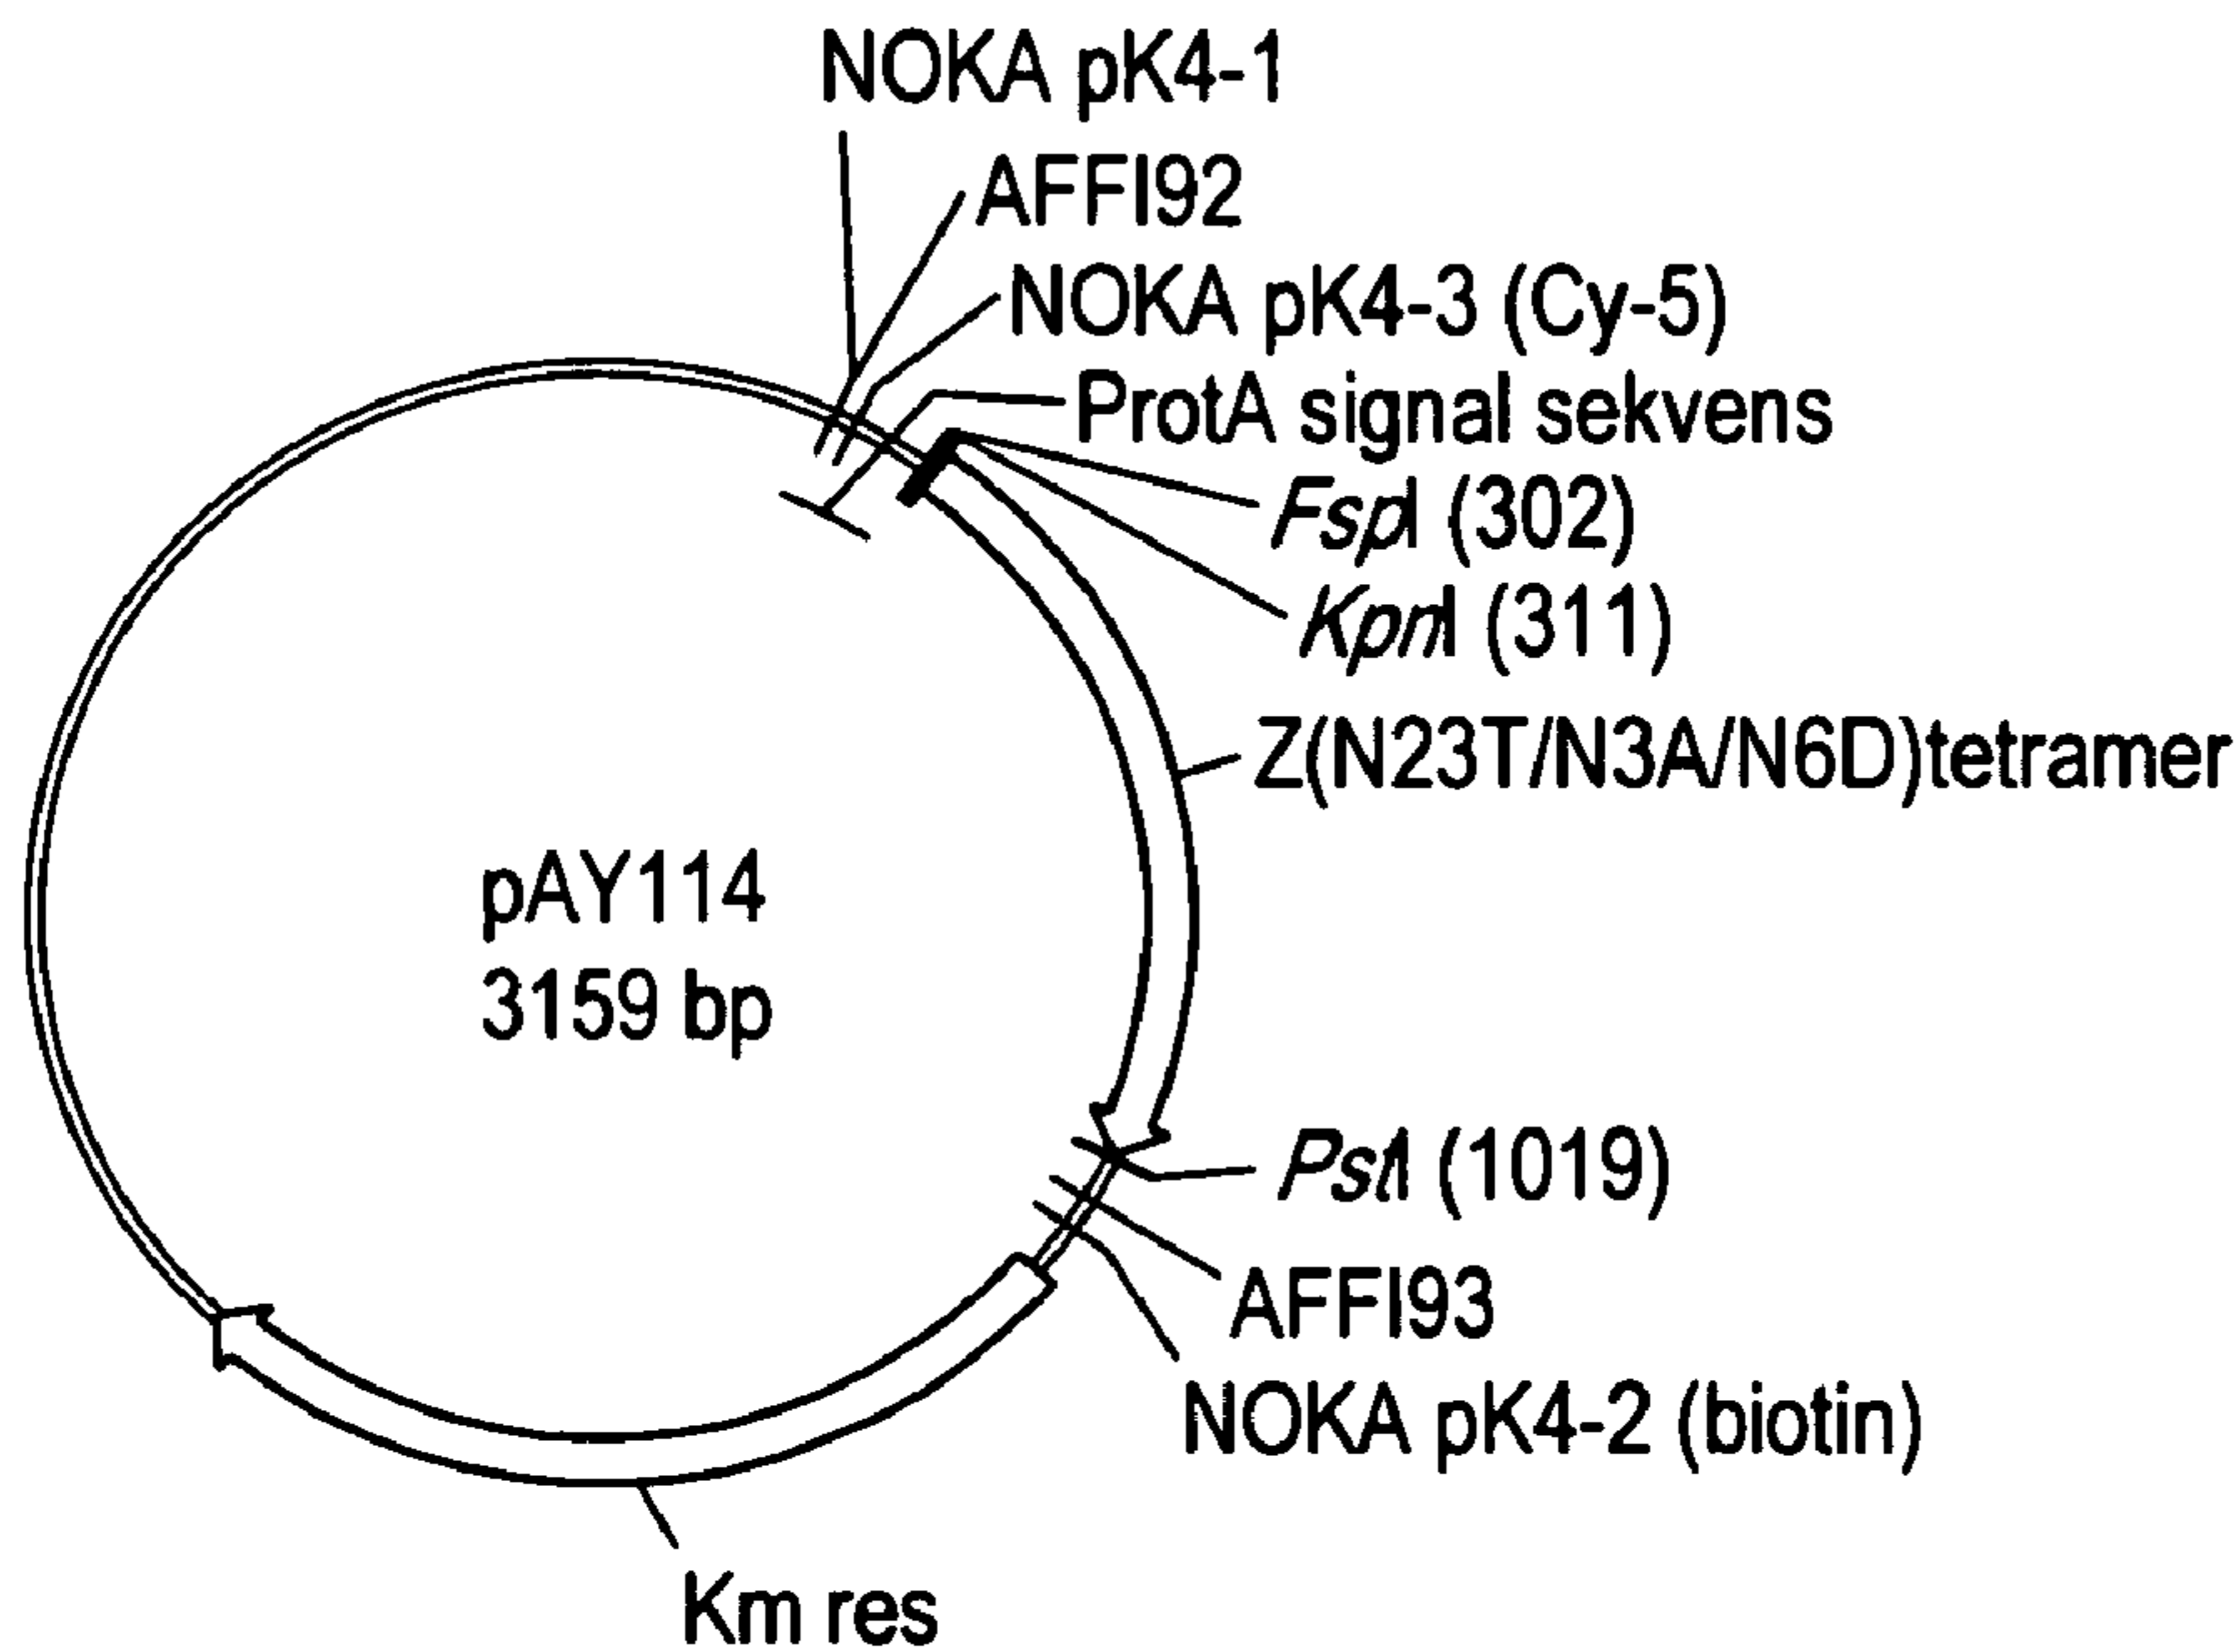 NOKA pK4-1
AFFI92
NOKA pK4-3 (Cy-5)
ProtA signal sekvens
FspI (302)
KpnI (311)
Z(N23T/N3A/N6D)tetramer
pAY114
3159 bp
PstI (1019)
AFFI93
NOKA pK4-2 (biotin)
Km res